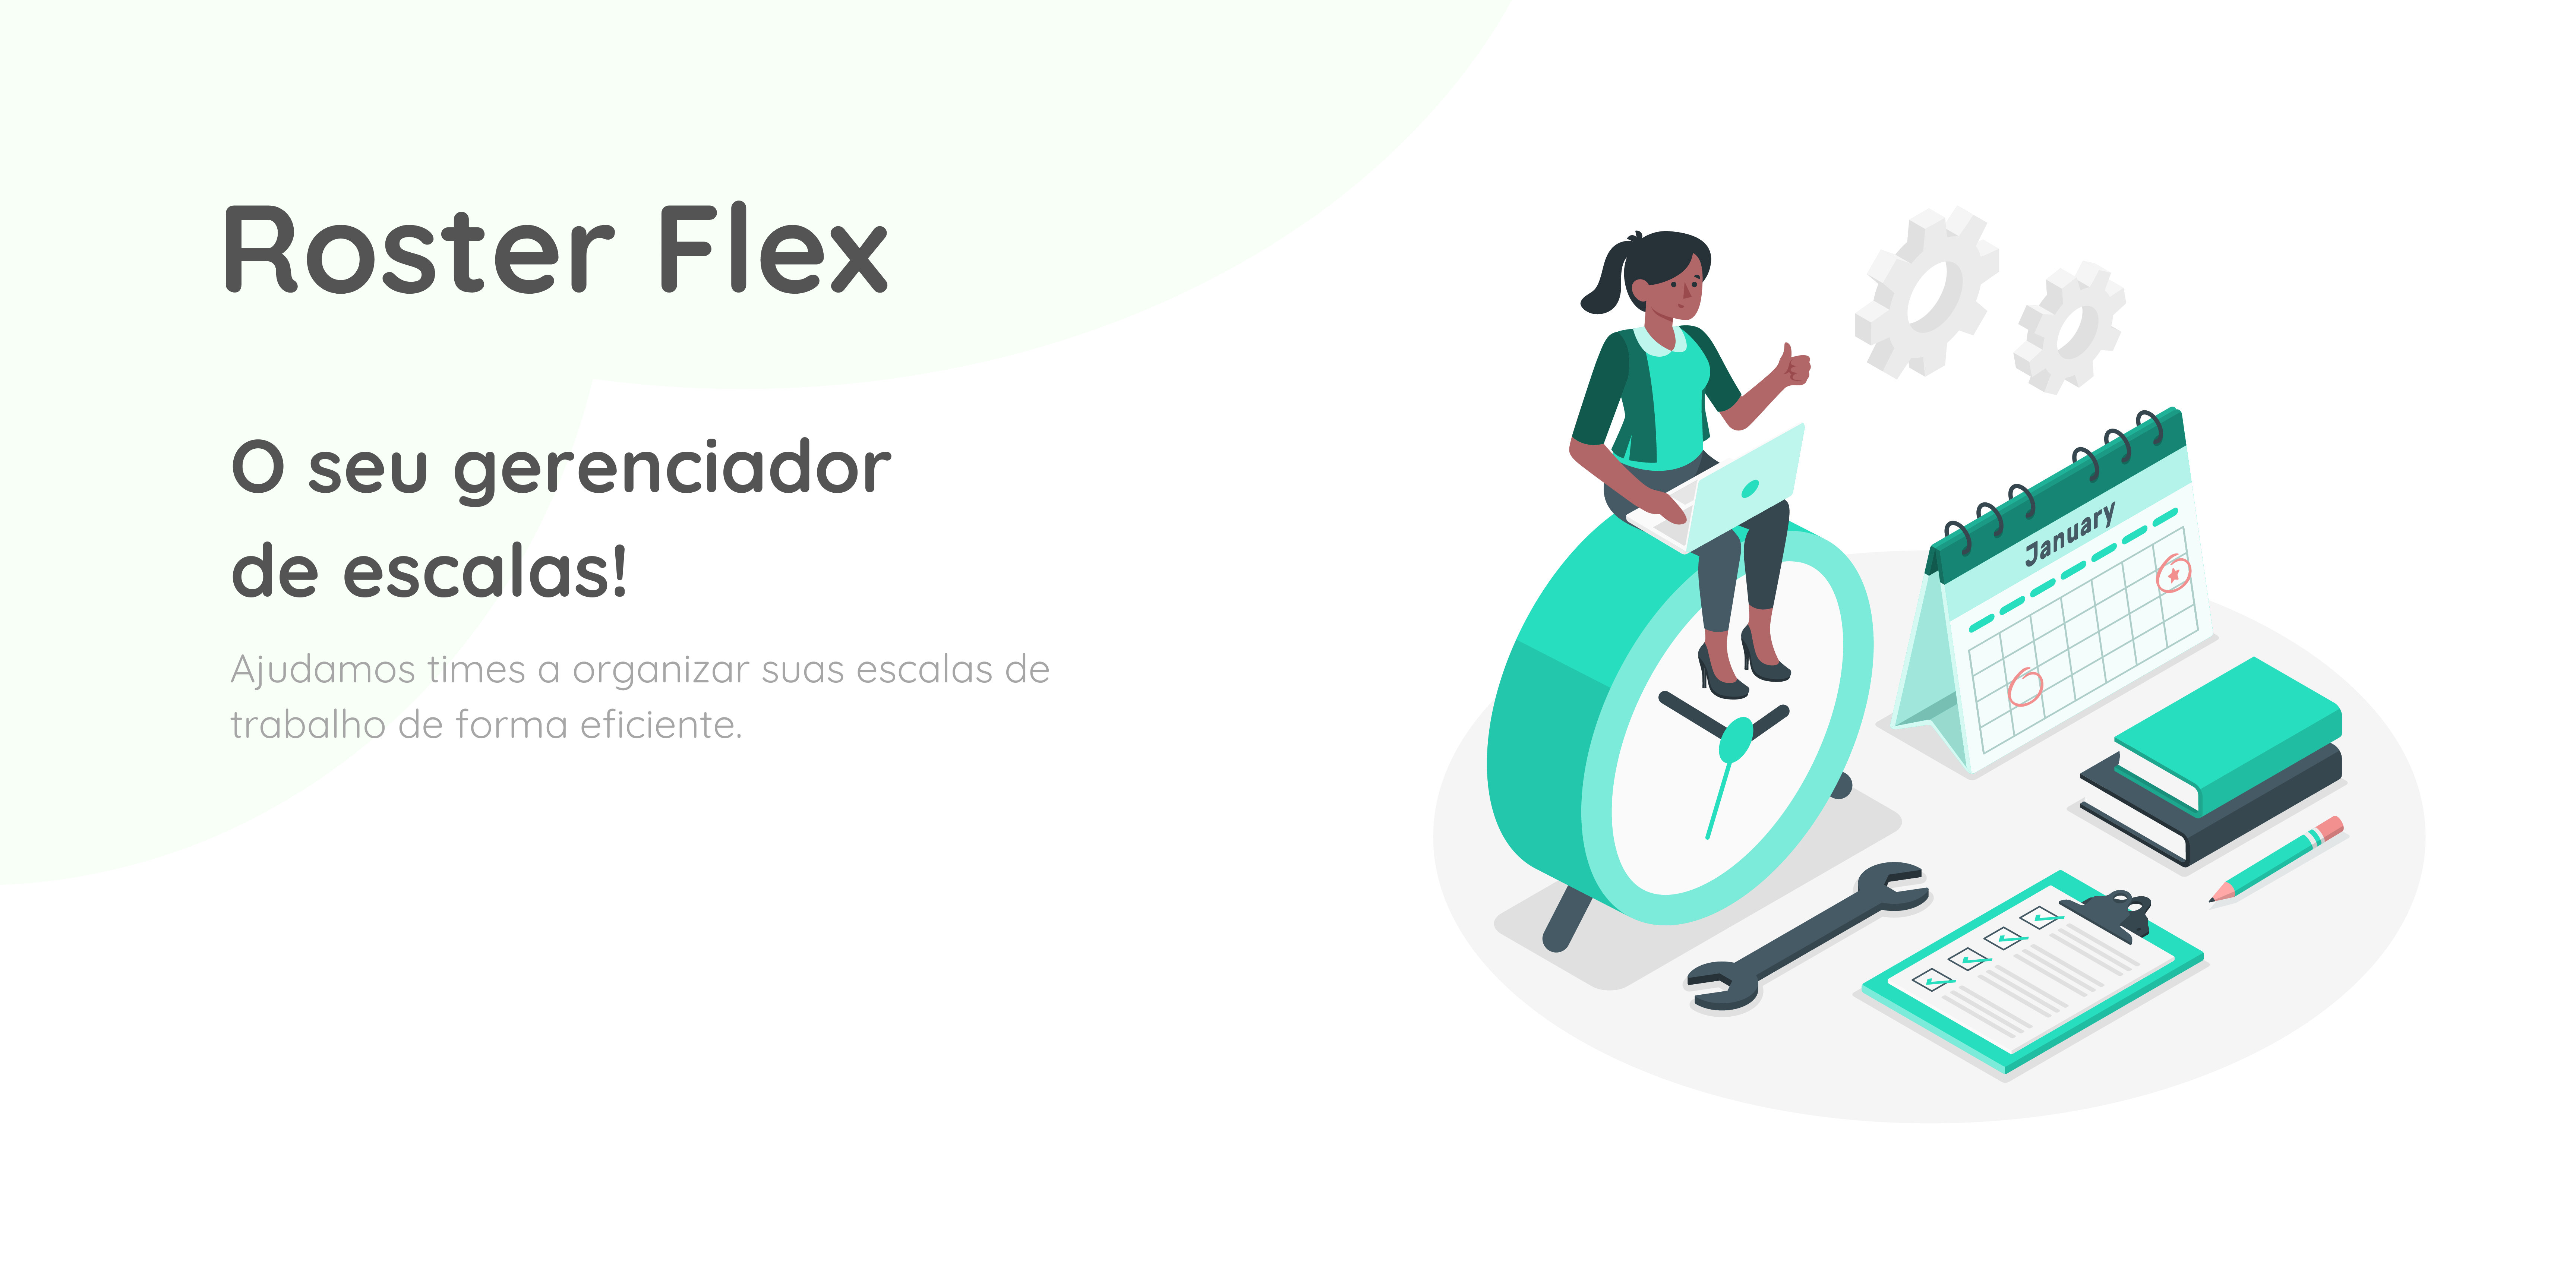 Roster Flex
O seu gerenciador
de escalas!
Ajudamos times a organizar suas escalas de
trabalho de forma eficiente.
January